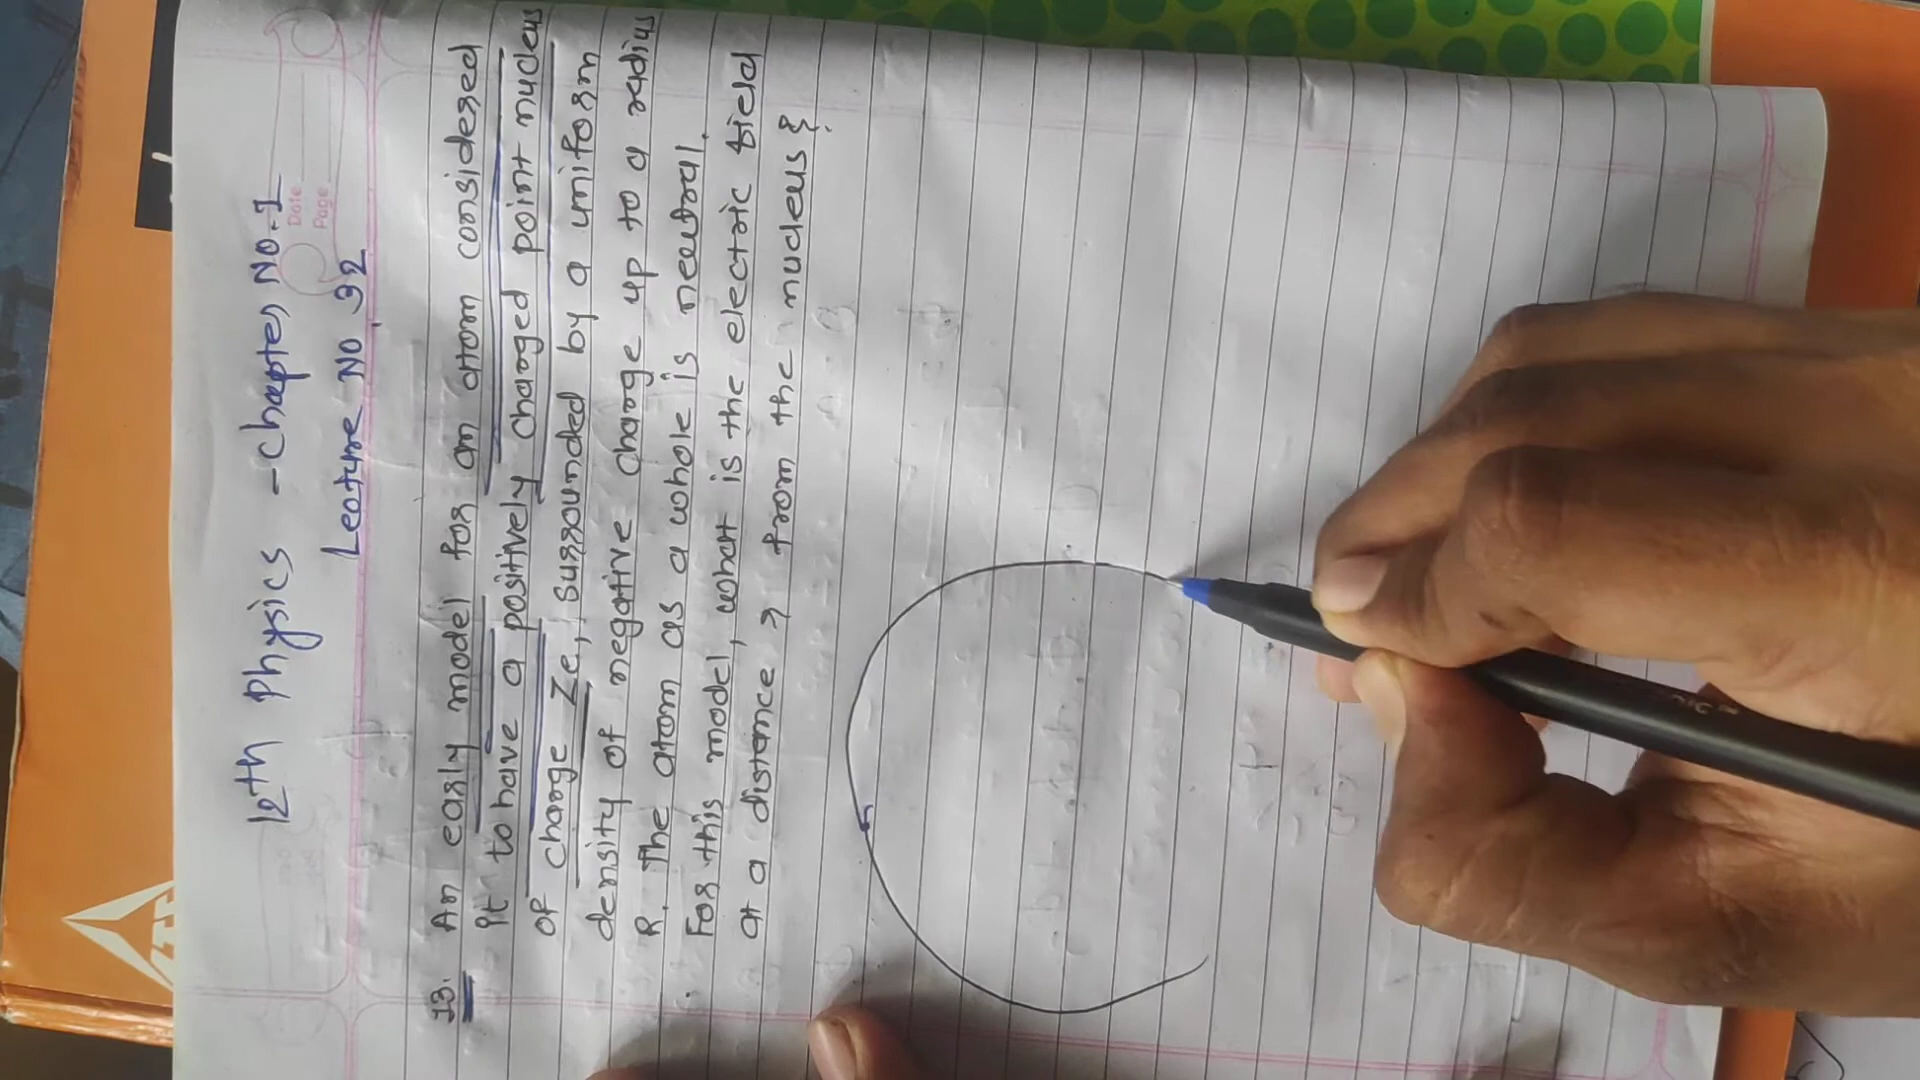 12th Physics - Chapter No. 1
Date
Page
Lecture No. 32
13. An early model for an atom considered
it to have a positively charged point nucleus
of charge Ze, surrounded by a uniform
density of negative charge up to a radius
R. The atom as a whole is neutral.
For this model, what is the electric field
at a distance r from the nucleus?